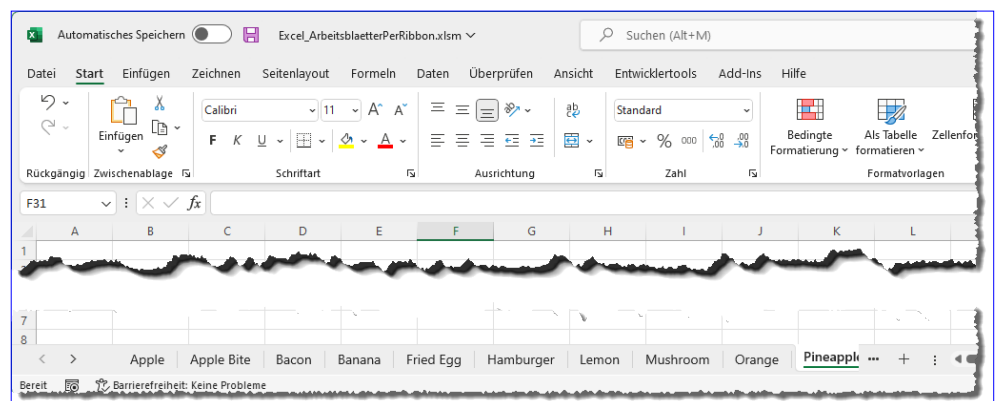 Automatisches Speichern Excel_ArbeitsblaetterPerRibbon.xlsm Suchen (Alt+M)
Datei Start Einfügen Zeichnen Seitenlayout Formeln Daten Überprüfen Ansicht Entwicklertools Add-Ins Hilfe
Calibri 11 A A ab Standard
Einfügen F K U A % 000 Bedingte Formatierung Als Tabelle formatieren
Rückgängig Zwischenablage Schriftart Ausrichtung Zahl Formatvorlagen
F31 fx
A B C D E F G H I J K L
1
7
8
Apple Apple Bite Bacon Banana Fried Egg Hamburger Lemon Mushroom Orange Pineapple
Bereit Barrierefreiheit: Keine Probleme